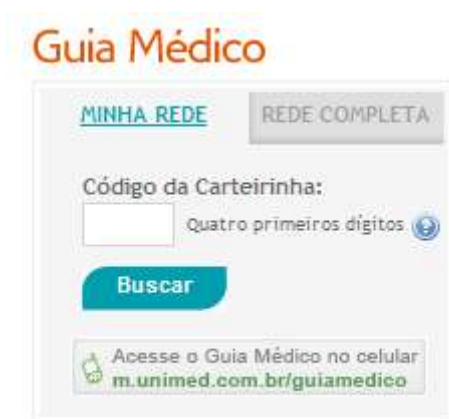 Guia Médico
MINHA REDE REDE COMPLETA
Código da Carteirinha:
Quatro primeiros dígitos ?
Buscar
Acesse o Guia Médico no celular
m.unimed.com.br/guiamedico